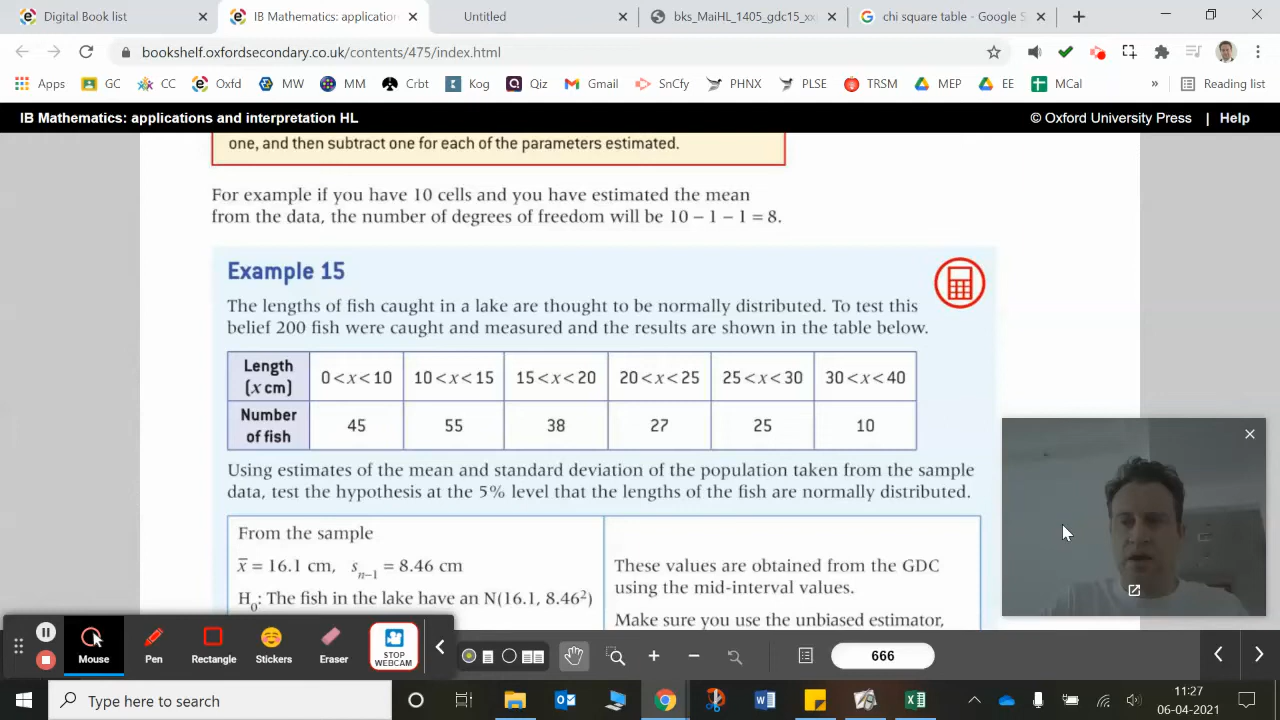 Digital Book list
IB Mathematics: application
Untitled
bks_MaiHL_1405_gdc15_xx
chi square table - Google S
bookshelf.oxfordsecondary.co.uk/contents/475/index.html
Apps GC CC Oxfd MW MM Crbt Kog Qiz Gmail SnCfy PHNX PLSE TRSM MEP EE MCal » Reading list
IB Mathematics: applications and interpretation HL
© Oxford University Press | Help
one, and then subtract one for each of the parameters estimated.
For example if you have 10 cells and you have estimated the mean
from the data, the number of degrees of freedom will be 10 − 1 − 1 = 8.
Example 15
The lengths of fish caught in a lake are thought to be normally distributed. To test this
belief 200 fish were caught and measured and the results are shown in the table below.
Length
(x cm)
0 < x < 10 10 < x < 15 15 < x < 20 20 < x < 25 25 < x < 30 30 < x < 40
Number
of fish
45 55 38 27 25 10
Using estimates of the mean and standard deviation of the population taken from the sample
data, test the hypothesis at the 5% level that the lengths of the fish are normally distributed.
From the sample
x̄ = 16.1 cm, sₙ₋₁ = 8.46 cm
H₀: The fish in the lake have an N(16.1, 8.46²)
These values are obtained from the GDC
using the mid-interval values.
Make sure you use the unbiased estimator,
Mouse Pen Rectangle Stickers Eraser STOP
WEBCAM
666
Type here to search
11:27
06-04-2021